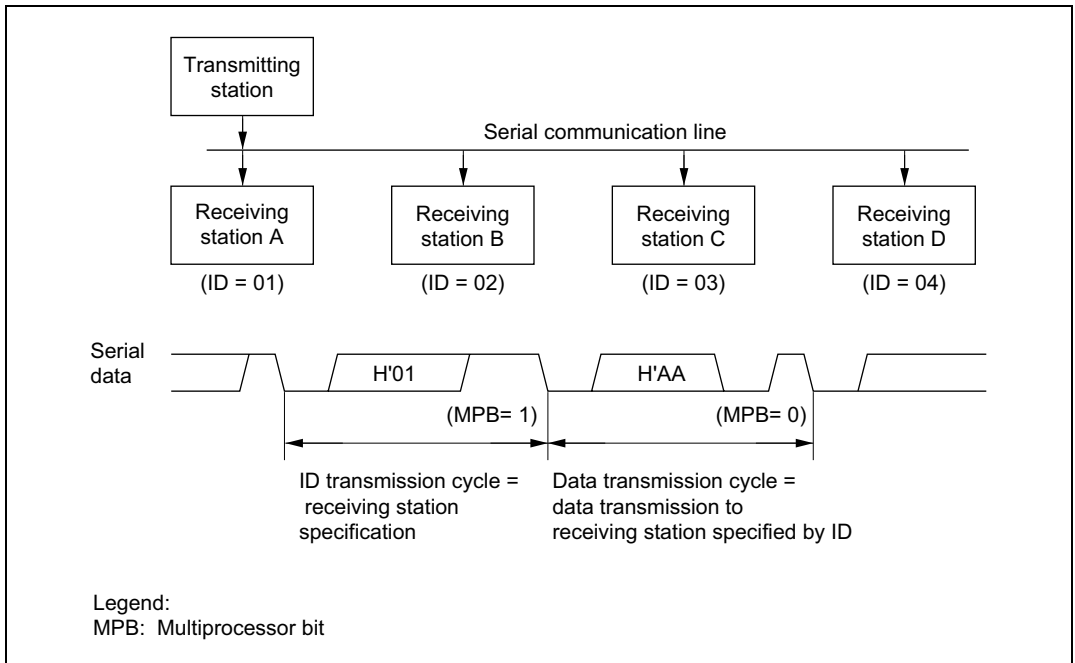 Transmitting
station
Serial communication line
Receiving
station A
Receiving
station B
Receiving
station C
Receiving
station D
(ID = 01)
(ID = 02)
(ID = 03)
(ID = 04)
Serial
data
H'01
H'AA
(MPB= 1)
(MPB= 0)
ID transmission cycle =
receiving station
specification
Data transmission cycle =
data transmission to
receiving station specified by ID
Legend:
MPB: Multiprocessor bit